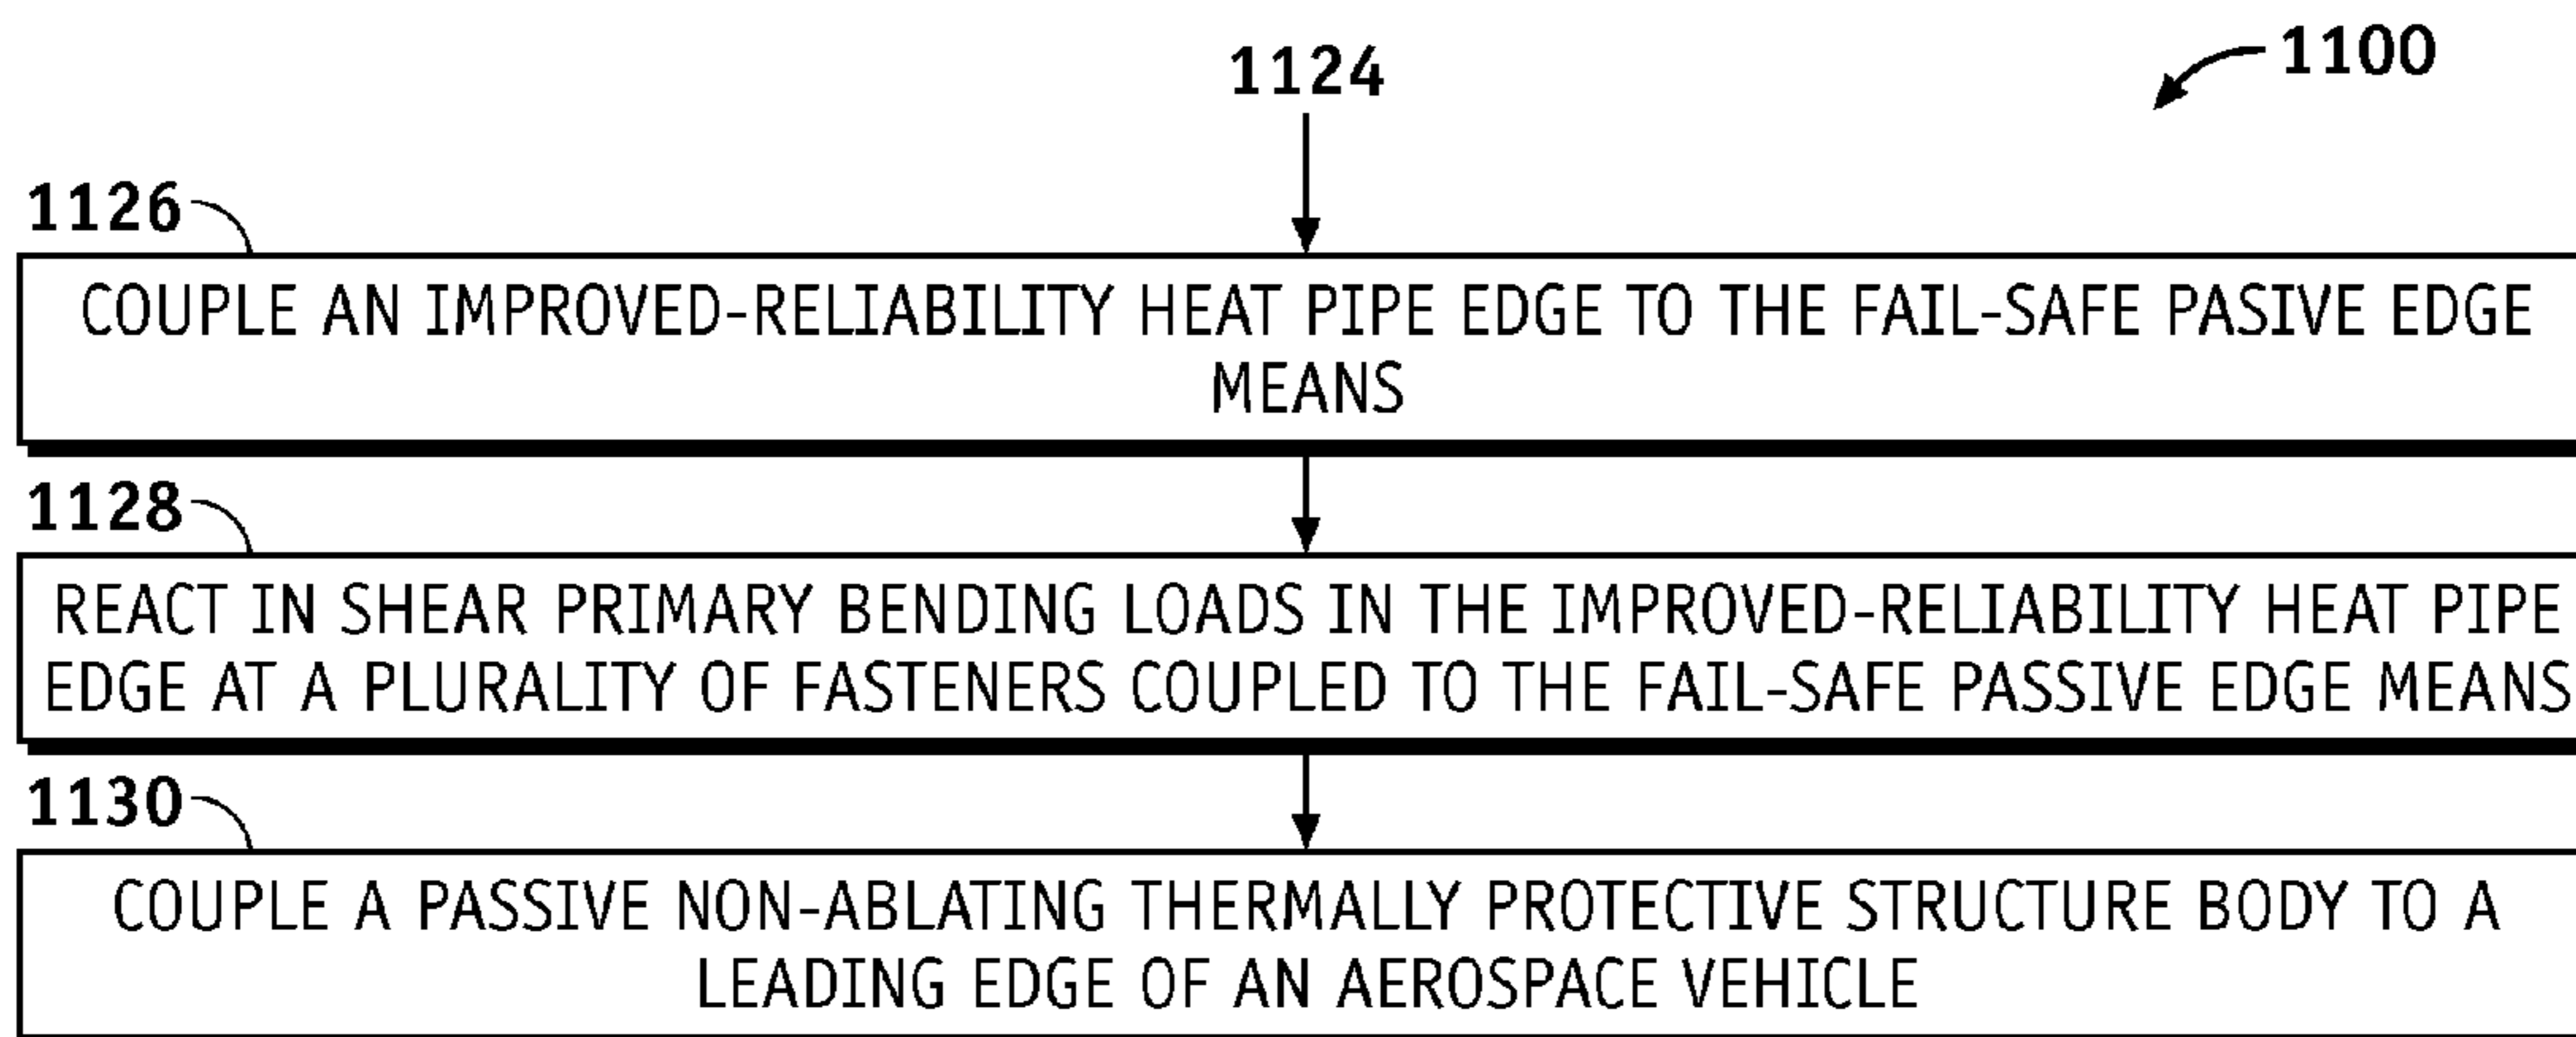 1124
1100
1126
COUPLE AN IMPROVED-RELIABILITY HEAT PIPE EDGE TO THE FAIL-SAFE PASIVE EDGE
MEANS
1128
REACT IN SHEAR PRIMARY BENDING LOADS IN THE IMPROVED-RELIABILITY HEAT PIPE
EDGE AT A PLURALITY OF FASTENERS COUPLED TO THE FAIL-SAFE PASSIVE EDGE MEANS
1130
COUPLE A PASSIVE NON-ABLATING THERMALLY PROTECTIVE STRUCTURE BODY TO A
LEADING EDGE OF AN AEROSPACE VEHICLE